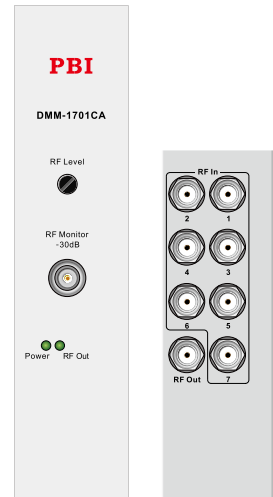 PBI
DMM-1701CA
RF Level
RF Monitor
-30dB
Power RF Out
RF In
2 1
4 3
6 5
RF Out 7